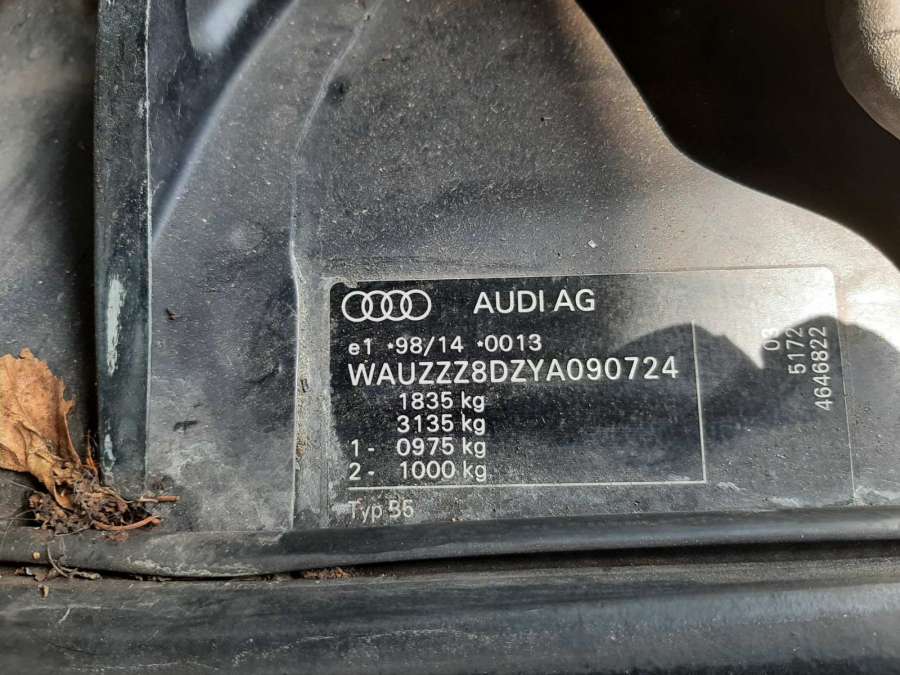 AUDI AG
e1 *98/14 *0013
WAUZZZ8DZYA090724
1835 kg
3135 kg
1- 0975 kg
2- 1000 kg
Typ B5
03
5172
4646822